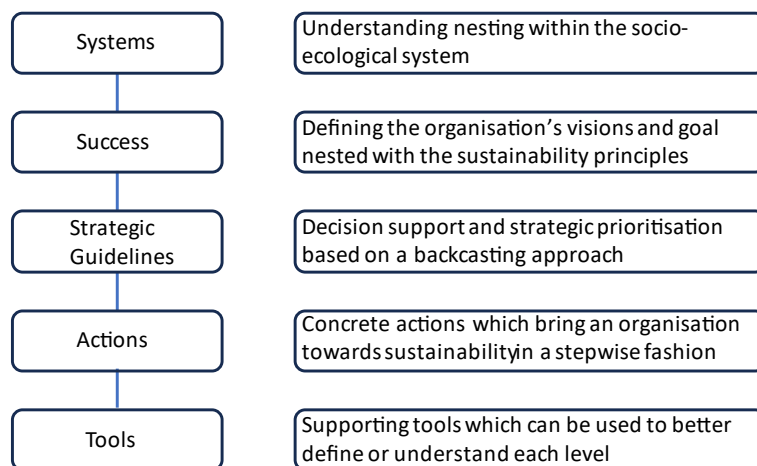 Systems
Understanding nesting within the socio-
ecological system
Success
Defining the organisation's visions and goal
nested with the sustainability principles
Strategic
Guidelines
Decision support and strategic prioritisation
based on a backcasting approach
Actions
Concrete actions which bring an organisation
towards sustainabilityin a stepwise fashion
Tools
Supporting tools which can be used to better
define or understand each level